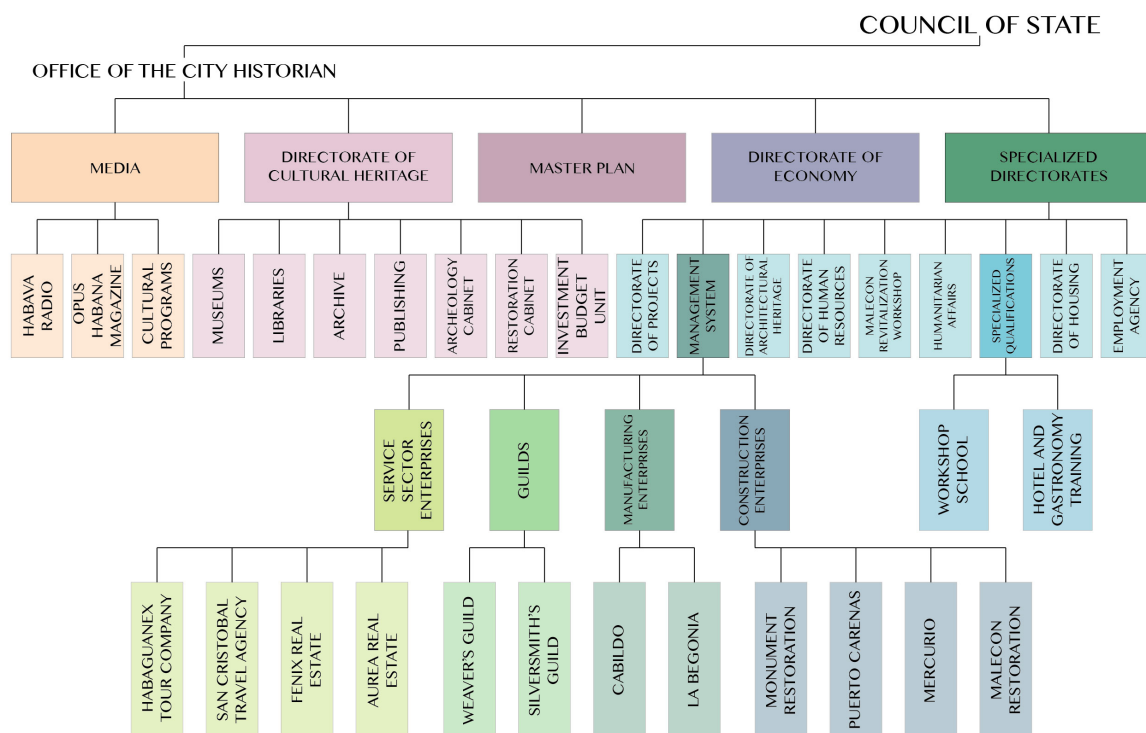 COUNCIL OF STATE
OFFICE OF THE CITY HISTORIAN
MEDIA
DIRECTORATE OF
CULTURAL HERITAGE
MASTER PLAN
DIRECTORATE OF
ECONOMY
SPECIALIZED
DIRECTORATES
HABAVA
RADIO
OPUS
HABANA
MAGAZINE
CULTURAL
PROGRAMS
MUSEUMS
LIBRARIES
ARCHIVE
PUBLISHING
ARCHEOLOGY
CABINET
RESTORATION
CABINET
INVESTMENT
BUDGET
UNIT
DIRECTORATE
OF PROJECTS
MANAGEMENT
SYSTEM
DIRECTORATE OF
ARCHITECTURAL
HERITAGE
DIRECTORATE
OF HUMAN
RESOURCES
MALECON
REVITALIZATION
WORKSHOP
HUMANITARIAN
AFFAIRS
SPECIALIZED
QUALIFICATIONS
DIRECTORATE
OF HOUSING
EMPLOYMENT
AGENCY
SERVICE
SECTOR
ENTERPRISES
GUILDS
MANUFACTURING
ENTERPRISES
CONSTRUCTION
ENTERPRISES
WORKSHOP
SCHOOL
HOTEL AND
GASTRONOMY
TRAINING
HABAGUANEX
TOUR COMPANY
SAN CRISTOBAL
TRAVEL AGENCY
FENIX REAL
ESTATE
AUREA REAL
ESTATE
WEAVER'S GUILD
SILVERSMITH'S
GUILD
CABILDO
LA BEGONIA
MONUMENT
RESTORATION
PUERTO CARENAS
MERCURIO
MALECON
RESTORATION